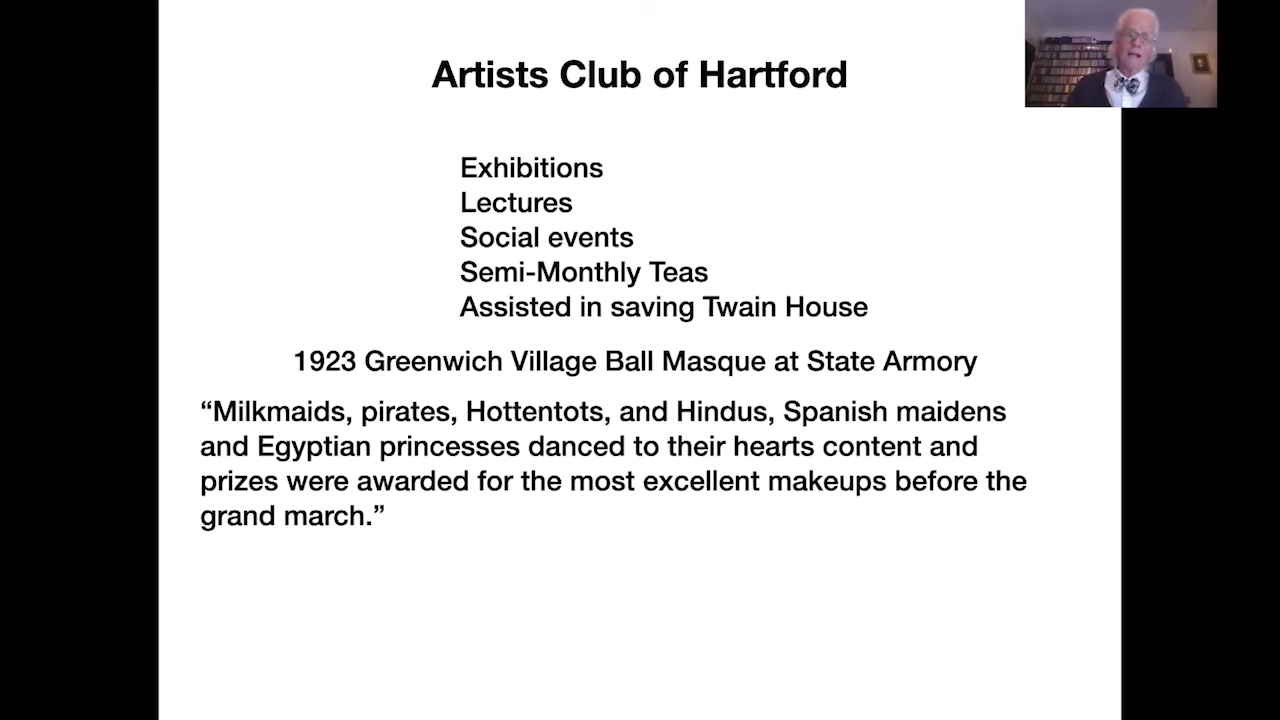 Artists Club of Hartford
Exhibitions
Lectures
Social events
Semi-Monthly Teas
Assisted in saving Twain House
1923 Greenwich Village Ball Masque at State Armory
“Milkmaids, pirates, Hottentots, and Hindus, Spanish maidens
and Egyptian princesses danced to their hearts content and
prizes were awarded for the most excellent makeups before the
grand march.”